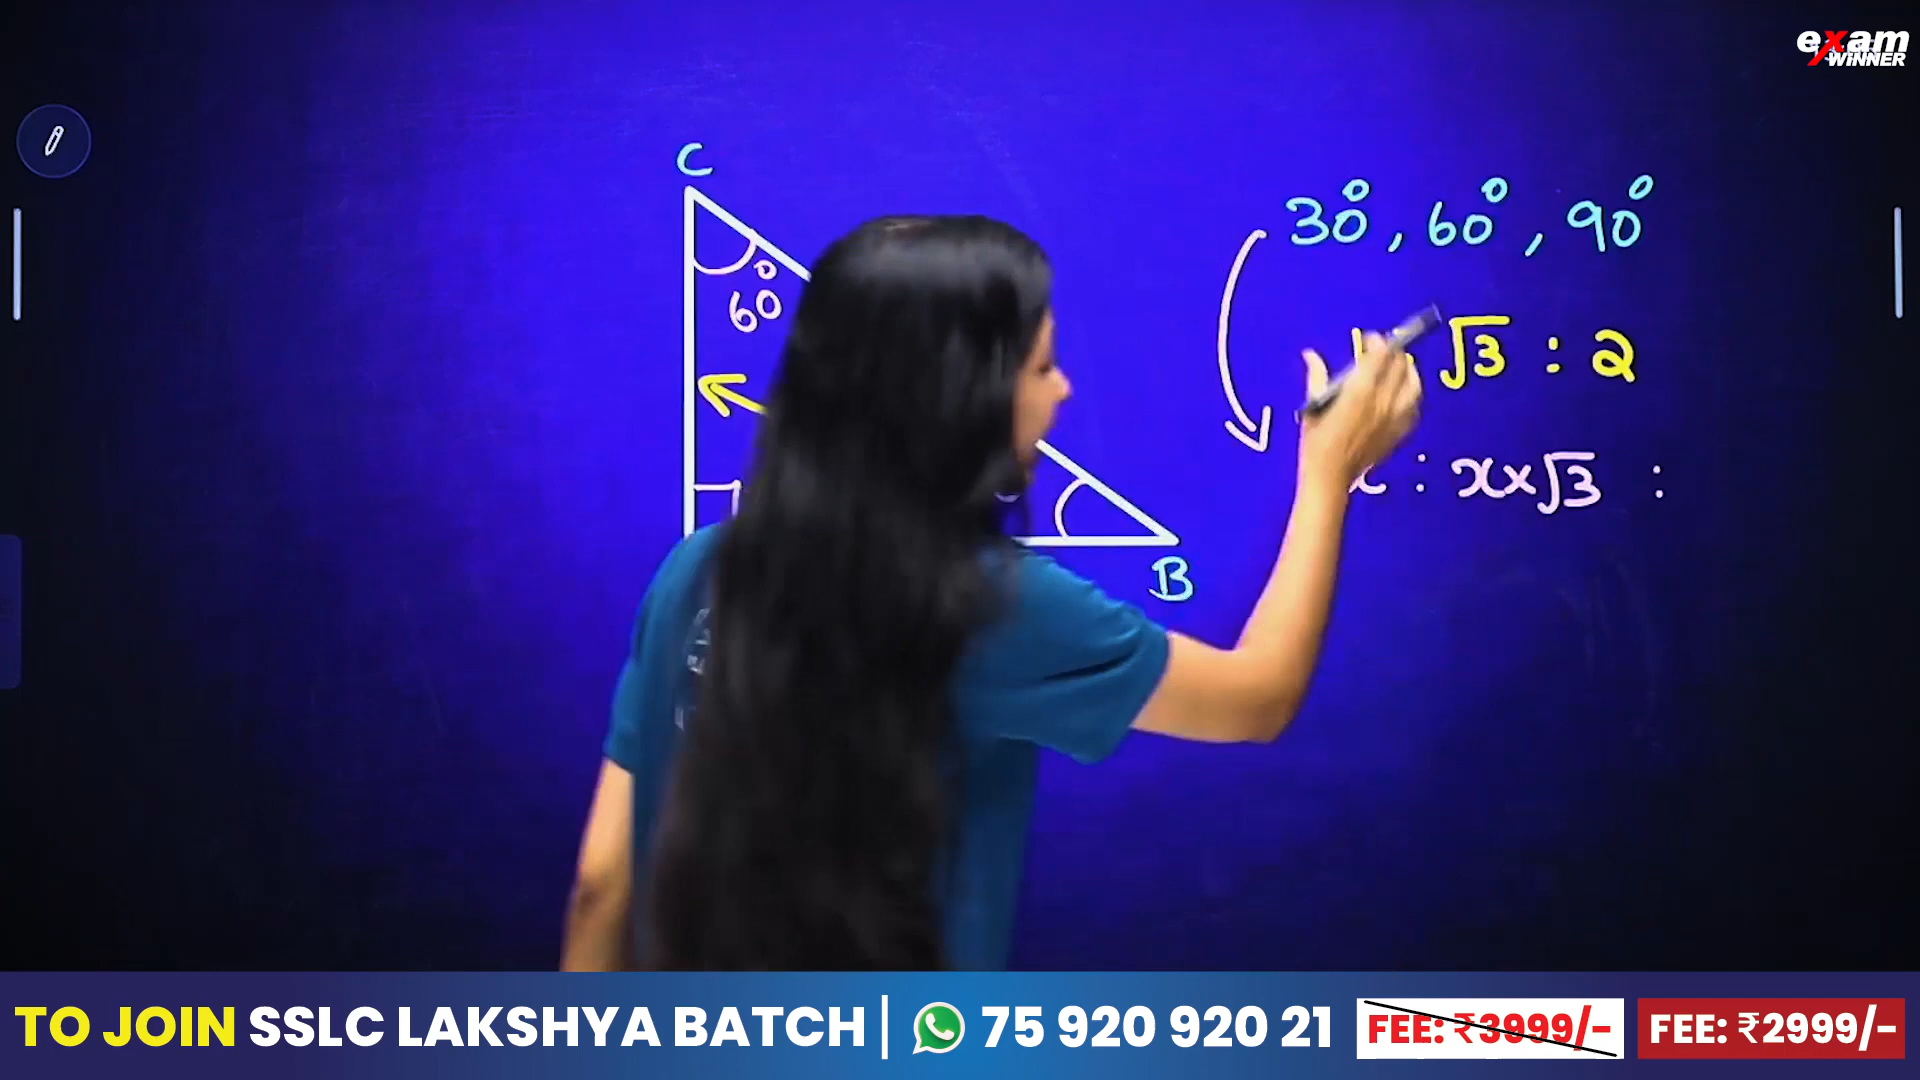 exam
WINNER
C
60°
B
30°, 60°, 90°
√3 : 2
x : x×√3 :
TO JOIN SSLC LAKSHYA BATCH | 75 920 920 21 FEE: ₹3999/- FEE: ₹2999/-